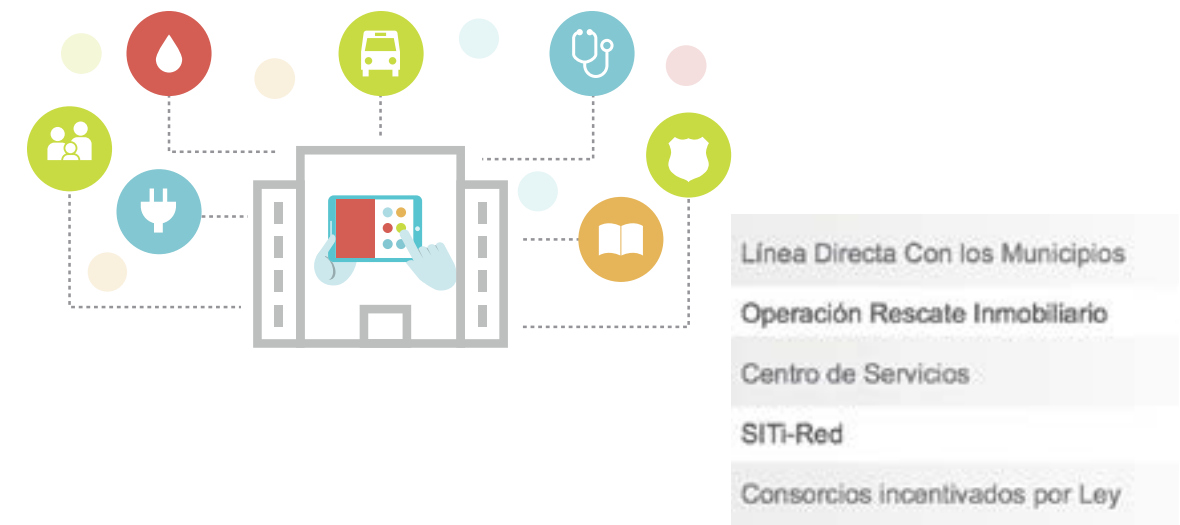 Línea Directa Con los Municipios
Operación Rescate Inmobiliario
Centro de Servicios
SITi-Red
Consorcios incentivados por Ley